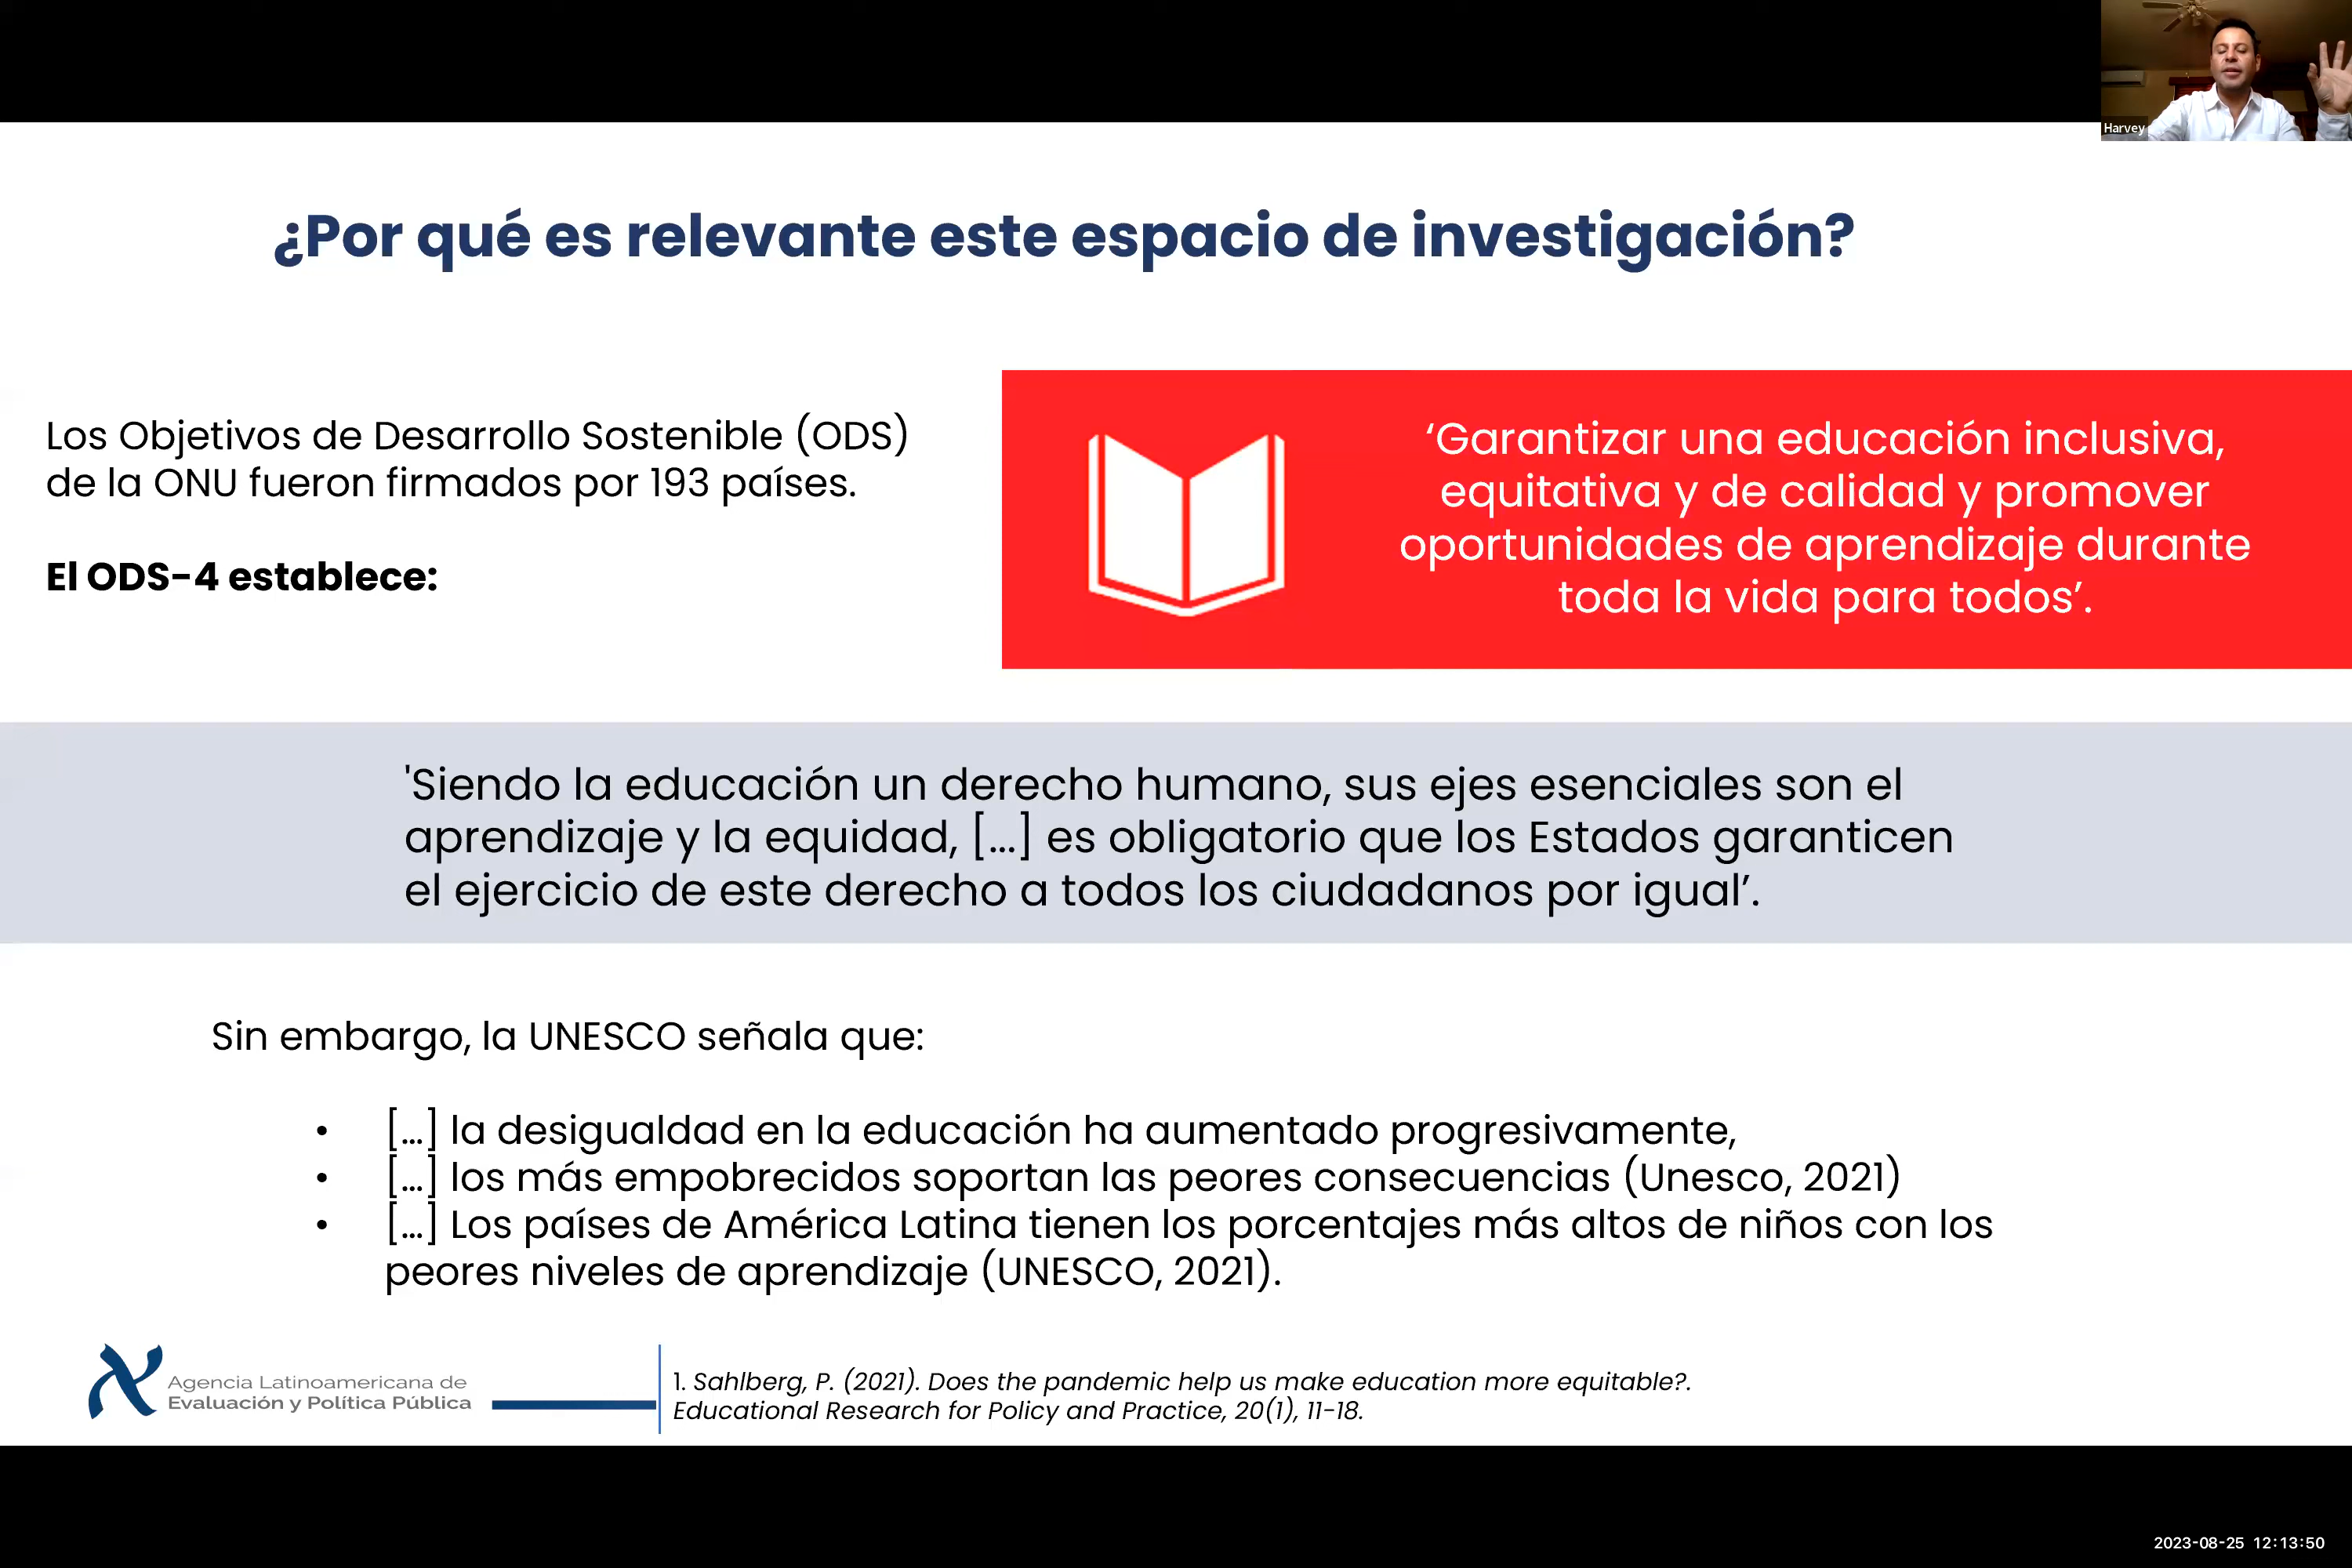 Harvey
¿Por qué es relevante este espacio de investigación?
Los Objetivos de Desarrollo Sostenible (ODS)
de la ONU fueron firmados por 193 países.
El ODS-4 establece:
‘Garantizar una educación inclusiva,
equitativa y de calidad y promover
oportunidades de aprendizaje durante
toda la vida para todos’.
'Siendo la educación un derecho humano, sus ejes esenciales son el
aprendizaje y la equidad, [...] es obligatorio que los Estados garanticen
el ejercicio de este derecho a todos los ciudadanos por igual’.
Sin embargo, la UNESCO señala que:
• [...] la desigualdad en la educación ha aumentado progresivamente,
• [...] los más empobrecidos soportan las peores consecuencias (Unesco, 2021)
• [...] Los países de América Latina tienen los porcentajes más altos de niños con los
peores niveles de aprendizaje (UNESCO, 2021).
Agencia Latinoamericana de
Evaluación y Política Pública
1. Sahlberg, P. (2021). Does the pandemic help us make education more equitable?.
Educational Research for Policy and Practice, 20(1), 11-18.
2023-08-25 12:13:50